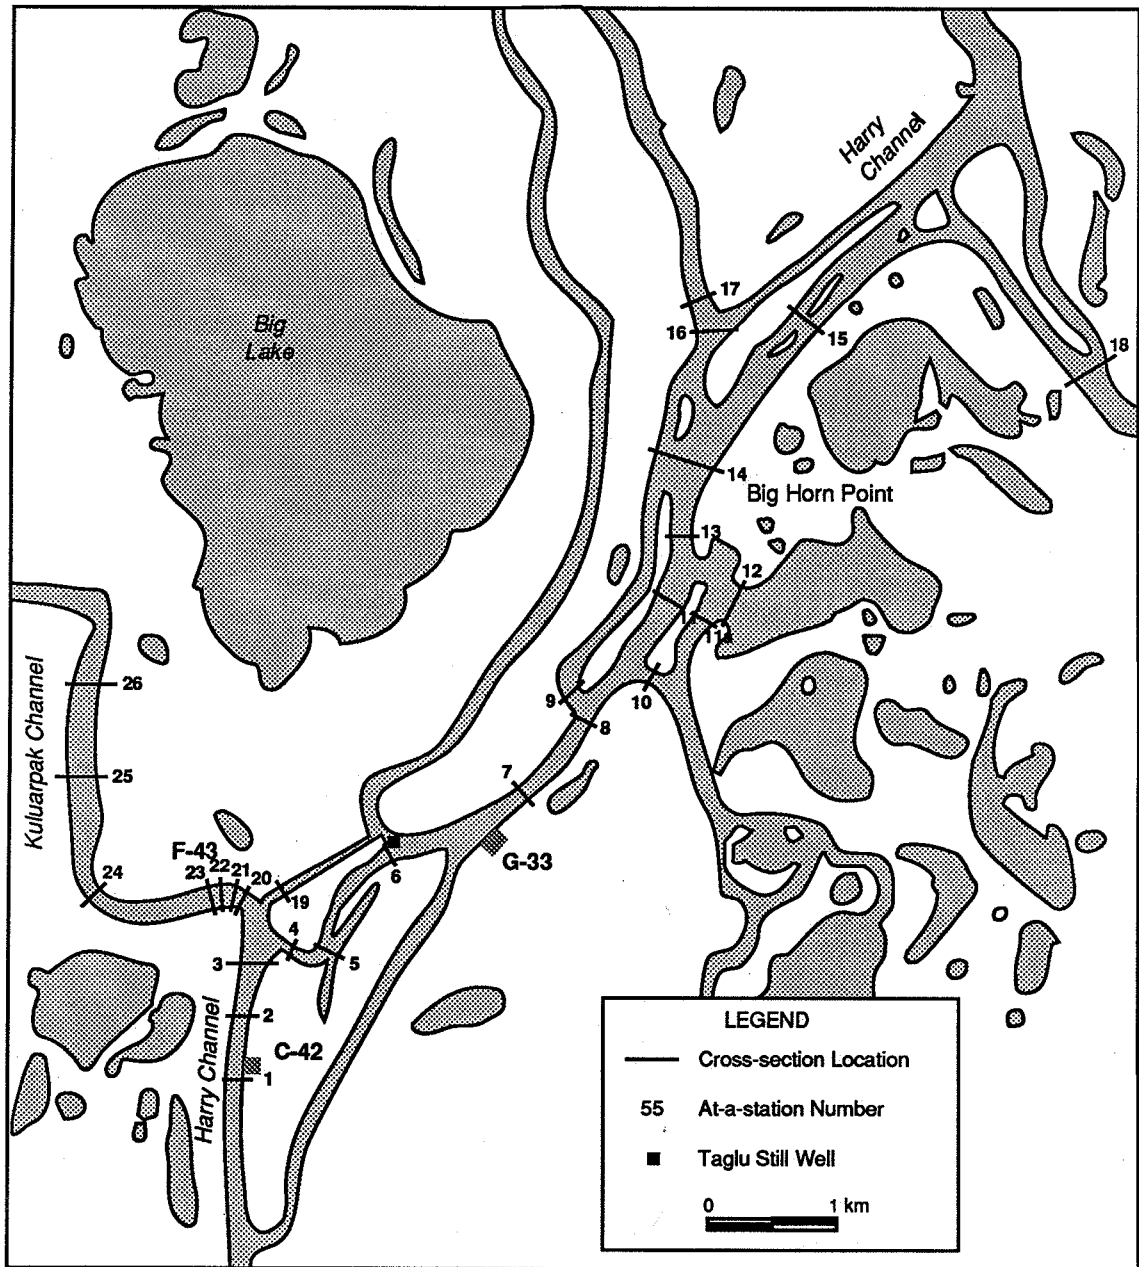 Harry
Channel
17
16
15
18
Big
Lake
14
Big Horn Point
13
12
11
11a
26
9
10
8
Kuluarpak Channel
25
7
F-43
G-33
24
23
22
21
20
6
19
4
3
5
2
Harry Channel
C-42
1
LEGEND
Cross-section Location
55 At-a-station Number
Taglu Still Well
0 1 km